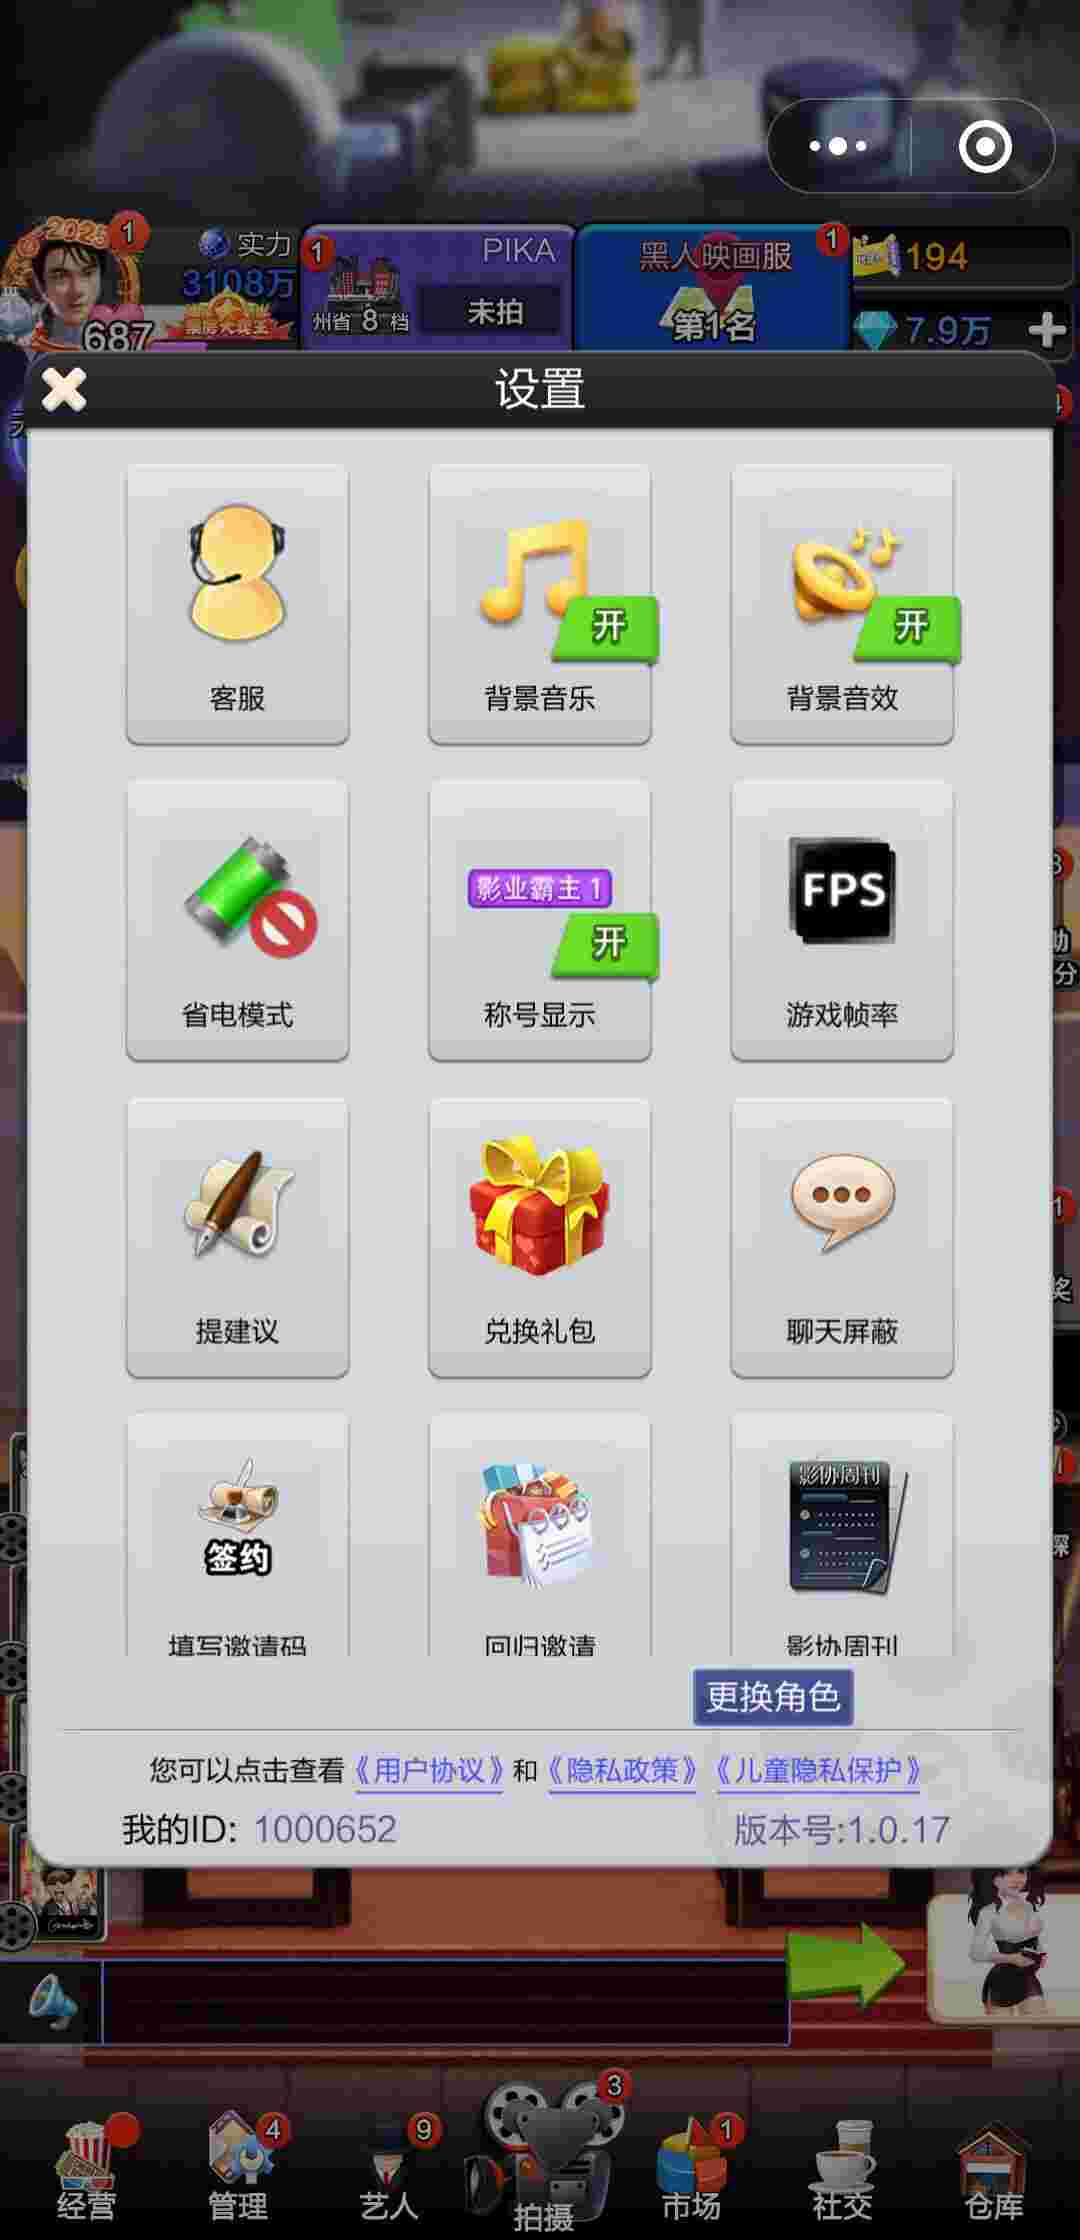 2025
1
实力
3108万
687
1
PIKA
州省 8 档
未拍
黑人映画服
1
第1名
194
7.9万
设置
客服
开
背景音乐
开
背景音效
省电模式
影业霸主 1
开
称号显示
FPS
游戏帧率
提建议
兑换礼包
聊天屏蔽
签约
填写邀请码
回归邀请
影协周刊
影协周刊
更换角色
您可以点击查看《用户协议》和《隐私政策》《儿童隐私保护》
我的ID: 1000652
版本号:1.0.17
3
4
9
1
经营
管理
艺人
拍摄
市场
社交
仓库